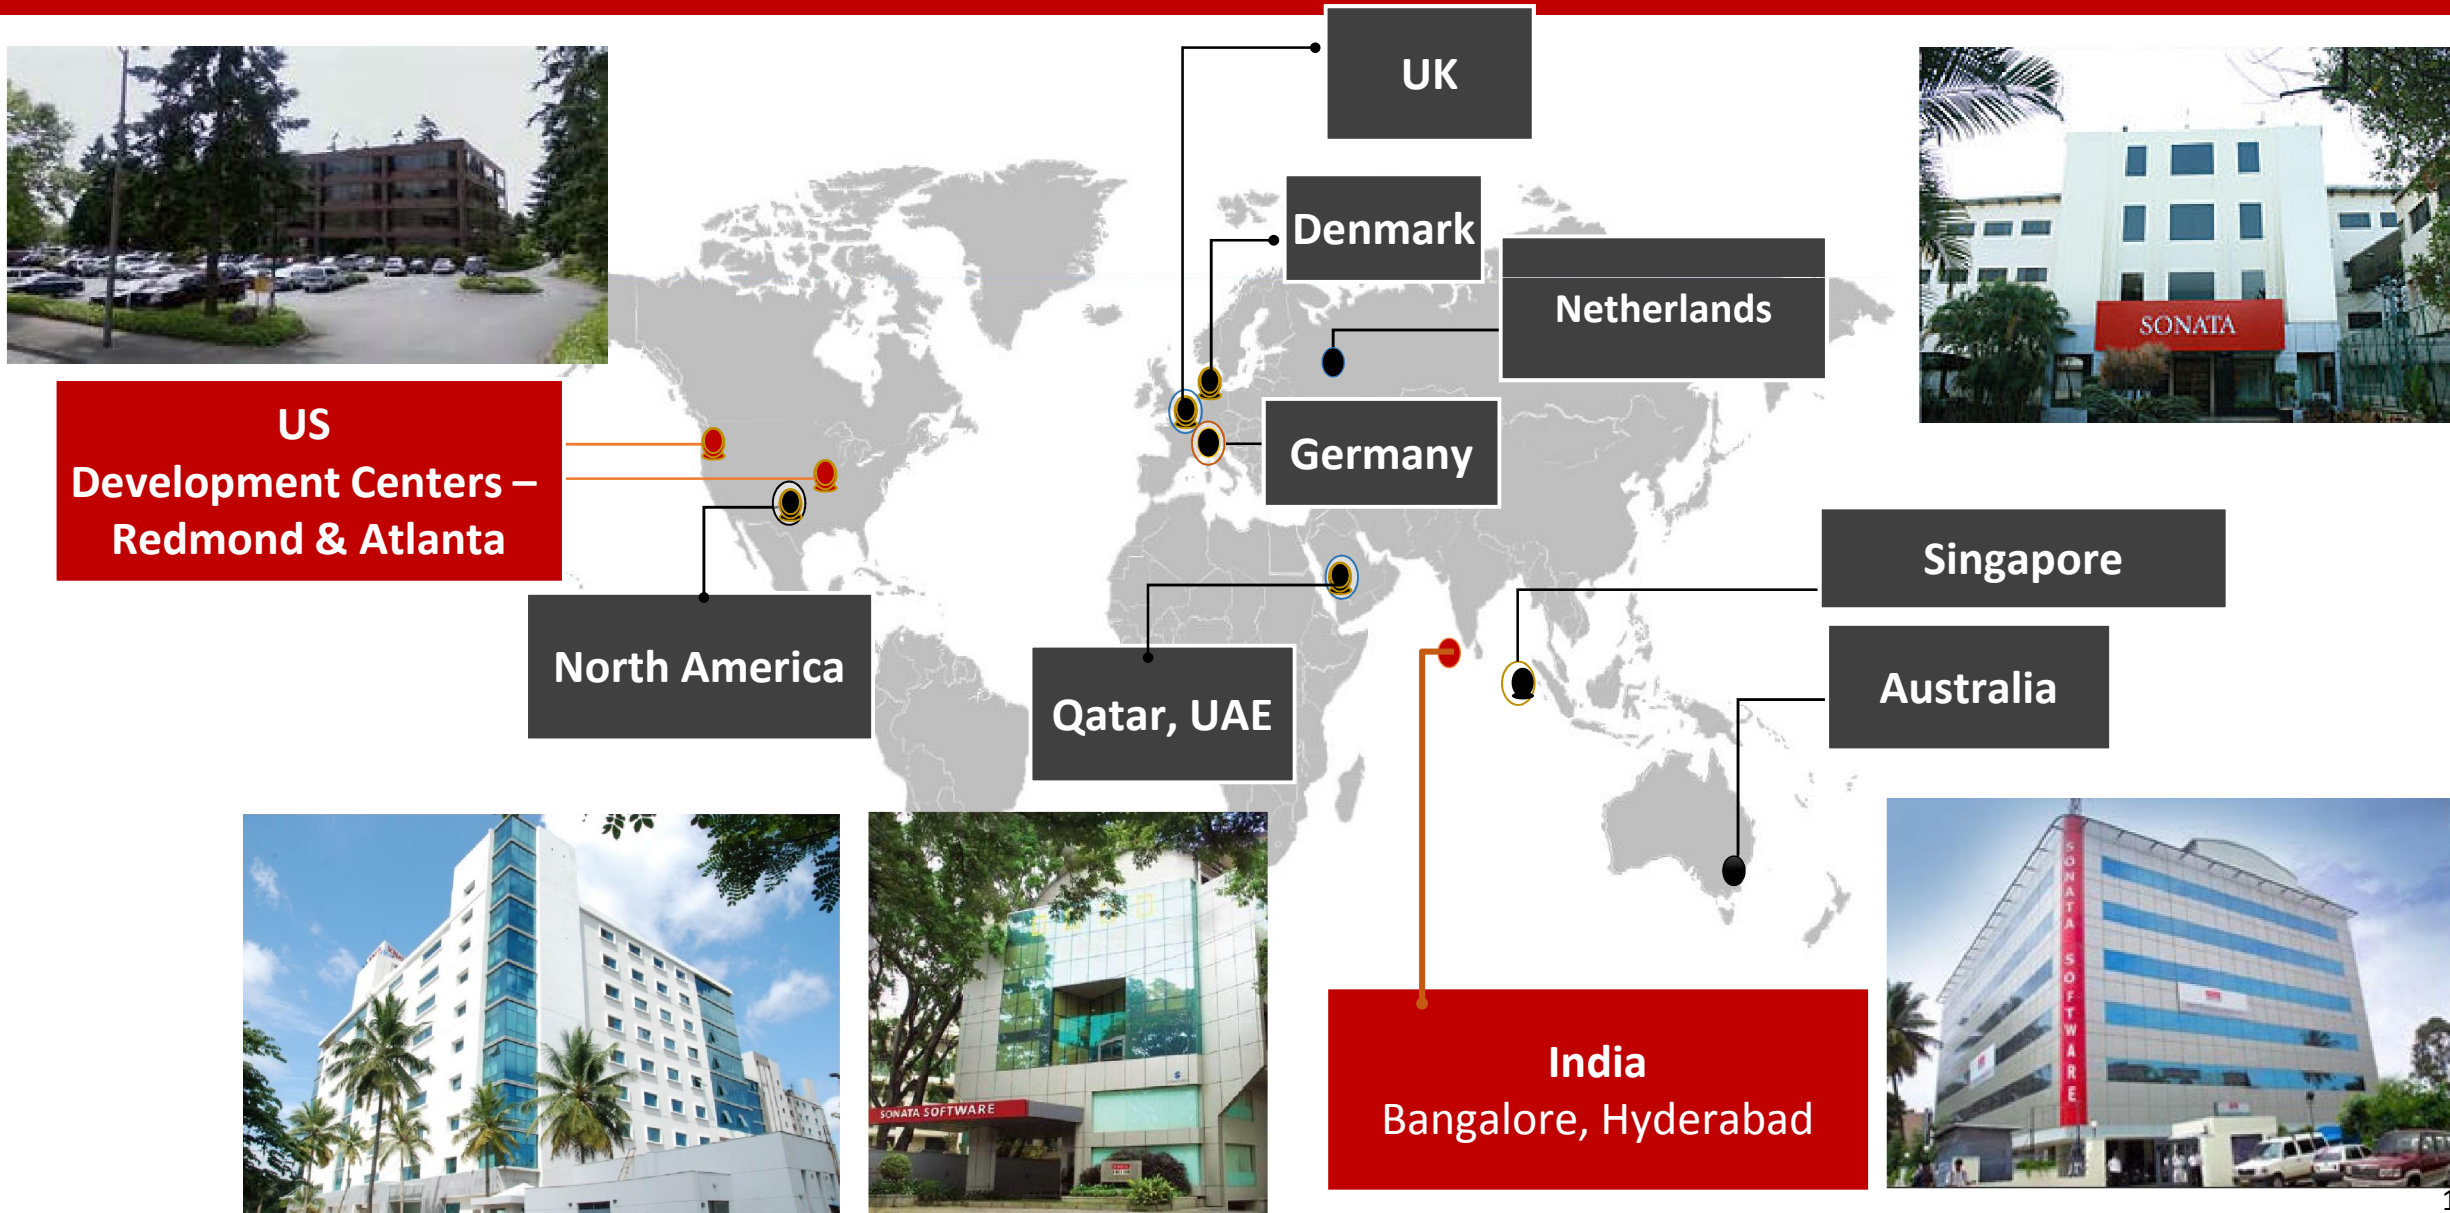 UK
Denmark
Netherlands
SONATA
US
Development Centers –
Redmond & Atlanta
Germany
Singapore
North America
Qatar, UAE
Australia
SONATA SOFTWARE
SONATA SOFTWARE
India
Bangalore, Hyderabad
1